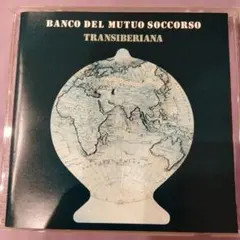 BANCO DEL MUTUO SOCCORSO
TRANSIBERIANA